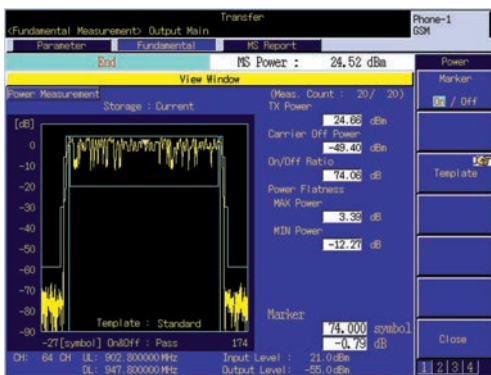 Transfer
<Fundamental Measurement> Output Main
Phone-1
GSM
Parameter Fundamental MS Report
End MS Power : 24.52 dBm
Power
View Window
Marker
On / Off
Power Measurement
Storage : Current
(Meas. Count : 20/ 20)
TX Power
24.66 dBm
Carrier Off Power
-49.40 dBm
On/Off Ratio
74.06 dB
Power Flatness
MAX Power
3.39 dB
MIN Power
-12.27 dB
Template
[dB]
0
-10
-20
-30
-40
-50
-60
-70
-80
-90
Template : Standard
-27[symbol] On&Off : Pass 174
Marker
74.000 symbol
-0.79 dB
Close
CH: 64 CH UL: 902.800000MHz Input Level : 21.0dBm
DL: 947.800000MHz Output Level : -55.0dBm
1 2 3 4